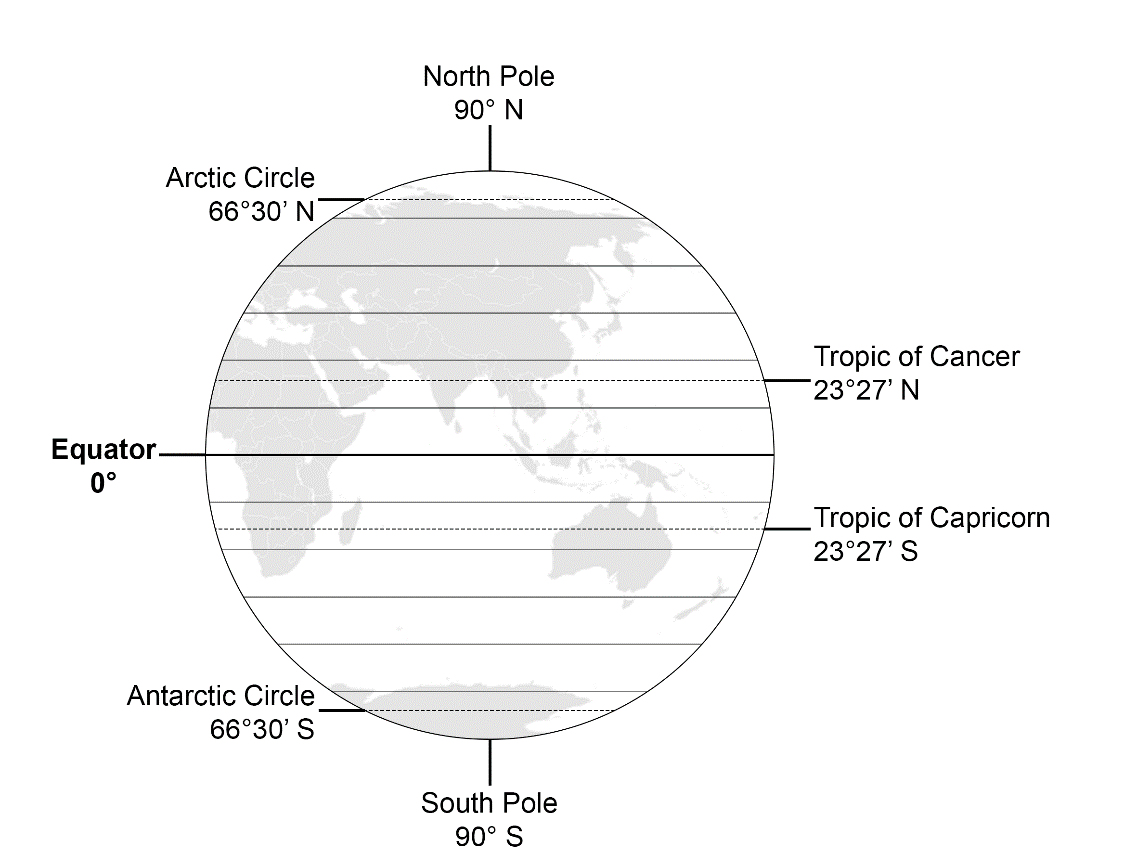 North Pole
90° N
Arctic Circle
66°30’ N
Tropic of Cancer
23°27’ N
Equator
0°
Tropic of Capricorn
23°27’ S
Antarctic Circle
66°30’ S
South Pole
90° S